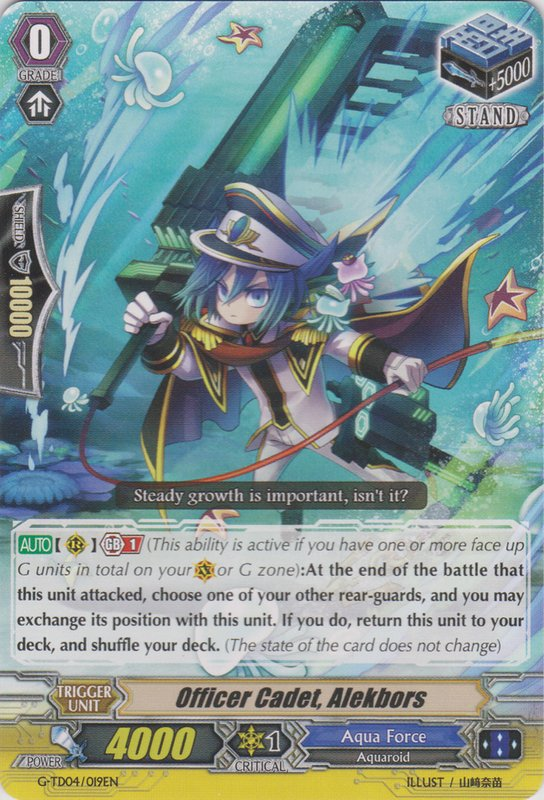 0
GRADE
+5000
STAND
SHIELD
10000
Steady growth is important, isn't it?
AUTO【 R 】GB 1 (This ability is active if you have one or more face up
G units in total on your V or G zone):At the end of the battle that
this unit attacked, choose one of your other rear-guards, and you may
exchange its position with this unit. If you do, return this unit to your
deck, and shuffle your deck. (The state of the card does not change)
TRIGGER
UNIT
Officer Cadet, Alekbors
POWER
4000
1
CRITICAL
Aqua Force
Aquaroid
G-TD04/019EN
ILLUST / 山﨑奈苗